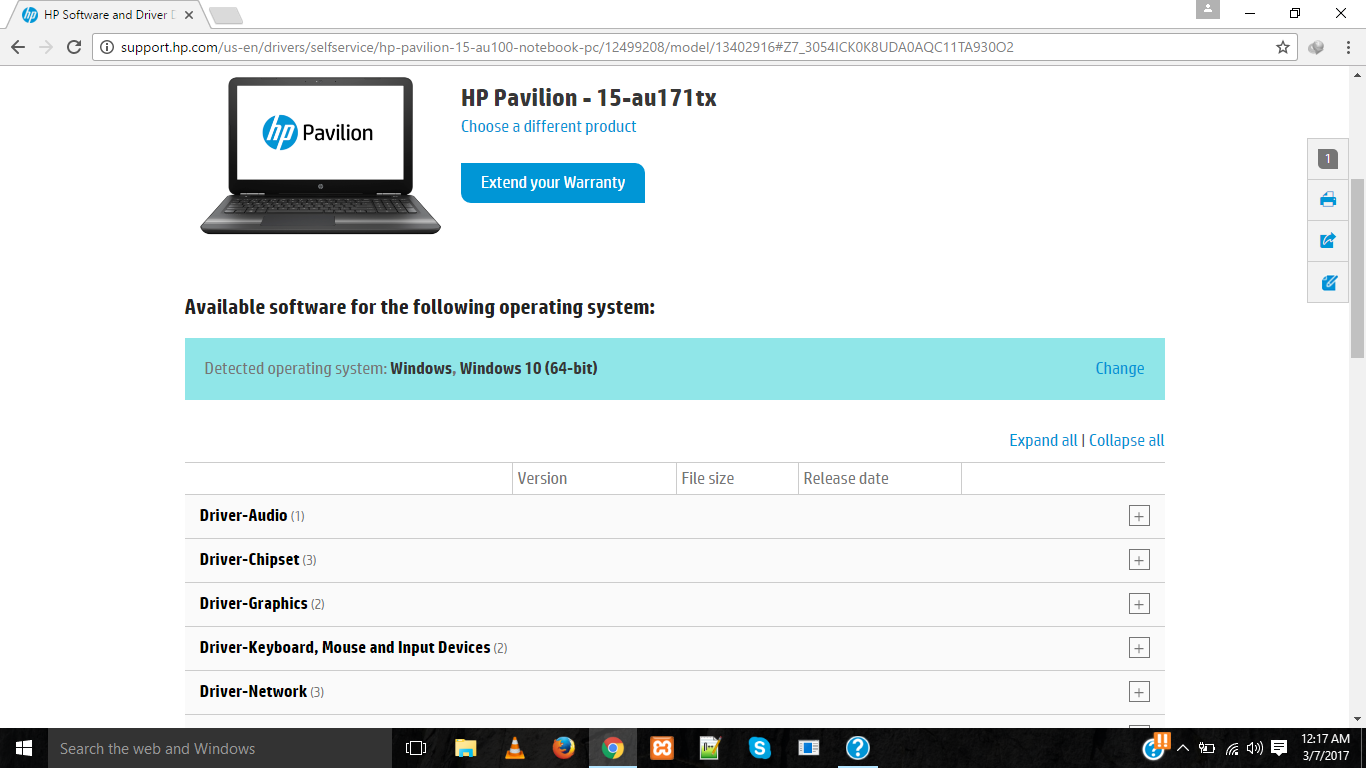 HP Software and Driver D
support.hp.com/us-en/drivers/selfservice/hp-pavilion-15-au100-notebook-pc/12499208/model/13402916#Z7_3054ICK0K8UDA0AQC11TA930O2
hp Pavilion
HP Pavilion - 15-au171tx
Choose a different product
Extend your Warranty
1
Available software for the following operating system:
Detected operating system: Windows, Windows 10 (64-bit) Change
Expand all | Collapse all
Version File size Release date
Driver-Audio (1)
Driver-Chipset (3)
Driver-Graphics (2)
Driver-Keyboard, Mouse and Input Devices (2)
Driver-Network (3)
Search the web and Windows
12:17 AM
3/7/2017